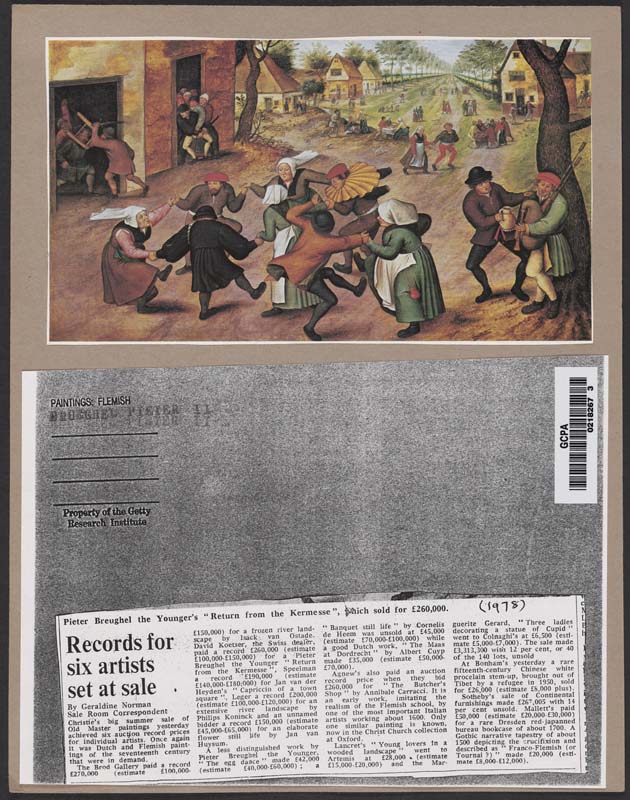 PAINTINGS: FLEMISH
BRUEGHEL PIETER II
Property of the Getty
Research Institute
GCPA
0218267 3
Pieter Breughel the Younger's "Return from the Kermesse", which sold for £260,000.
(1978)
Records for
six artists
set at sale
By Geraldine Norman
Sale Room Correspondent
Christie's big summer sale of
Old Master paintings yesterday
achieved six auction record prices
for individual artists. Once again
it was Dutch and Flemish paint-
ings of the seventeenth century
that were in demand.
The Brod Gallery paid a record
£270,000 (estimate £100,000-
£150,000) for a frozen river land-
scape by Isack van Ostade.
David Koetser, the Swiss dealer,
paid a record £260,000 (estimate
£100,000-£150,000) for a Pieter
Breughel the Younger "Return
from the Kermesse", Speelman
a record £190,000 (estimate
£140,000-£180,000) for Jan van der
Heyden's "Capriccio of a town
square", Leger a record £200,000
(estimate £100,000-£120,000) for an
extensive river landscape by
Philips Koninck and an unnamed
bidder a record £150,000 (estimate
£45,000-£65,000) for an elaborate
flower still life by Jan van
Huysum.
A less distinguished work by
Pieter Breughel the Younger,
"The egg dance" made £42,000
(estimate £40,000-£60,000); a
"Banquet still life" by Cornelis
de Heem was unsold at £45,000
(estimate £70,000-£100,000) while
a good Dutch work, "The Maas
at Dordrecht" by Albert Cuyp
made £35,000 (estimate £50,000-
£70,000).
Agnew's also paid an auction
record price when they bid
£260,000 for "The Butcher's
Shop" by Annibale Carracci. It is
an early work, imitating the
realism of the Flemish school, by
one of the most important Italian
artists working about 1600. Only
one similar painting is known,
now in the Christ Church collection
at Oxford.
Lancret's "Young lovers in a
wooded landscape" went to
Artemis at £28,000 (estimate
£15,000-£20,000) and the Mar-
guerite Gerard, "Three ladies
decorating a statue of Cupid"
went to Colnaghi's at £6,500 (esti-
mate £5,000-£7,000). The sale made
£3,313,300 with 12 per cent, or 40
of the 140 lots, unsold
At Bonham's yesterday a rare
fifteenth-century Chinese white
porcelain stem-up, brought out of
Tibet by a refugee in 1950, sold
for £26,000 (estimate £8,000 plus).
Sotheby's sale of Continental
furnishings made £267,005 with 14
per cent unsold. Mallett's paid
£50,000 (estimate £20,000-£30,000)
for a rare Dresden red japanned
bureau bookcase of about 1700. A
Gothic narrative tapestry of about
1500 depicting the crucifixion and
described as "Franco-Flemish (or
Tournai?)" made £20,000 (esti-
mate £8,000-£12,000).